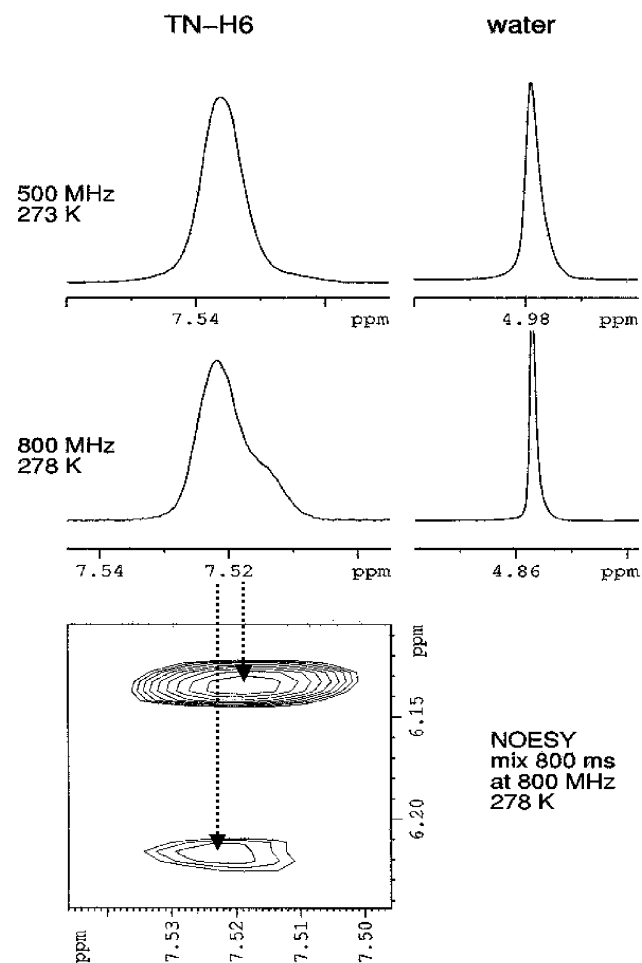 TN–H6
water
500 MHz
273 K
7.54
ppm
4.98
800 MHz
278 K
7.54
7.52
ppm
4.86
ppm
ppm
6.15
6.20
NOESY
mix 800 ms
at 800 MHz
278 K
ppm
7.53
7.52
7.51
7.50